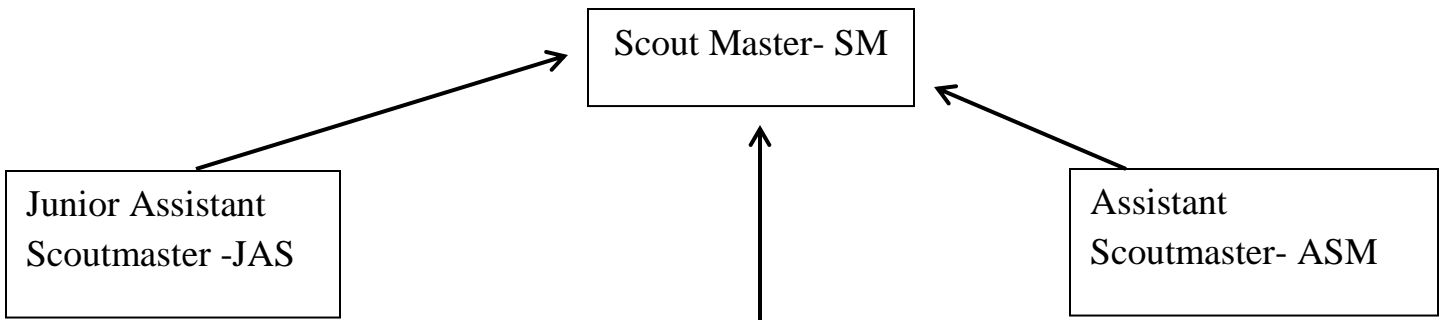 Scout Master- SM
Junior Assistant
Scoutmaster -JAS
Assistant
Scoutmaster- ASM